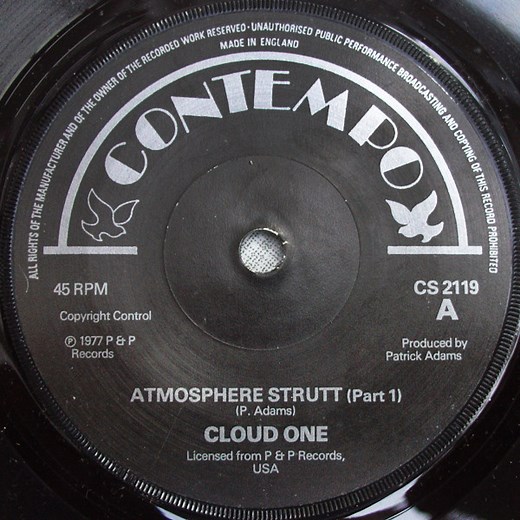 ALL RIGHTS OF THE MANUFACTURER AND OF THE OWNER OF THE RECORDED WORK RESERVED · UNAUTHORISED PUBLIC PERFORMANCE BROADCASTING AND COPYING OF THIS RECORD PROHIBITED
MADE IN ENGLAND
CONTEMPO
45 RPM
CS 2119
A
Copyright Control
℗ 1977 P & P
Records
Produced by
Patrick Adams
ATMOSPHERE STRUTT (Part 1)
(P. Adams)
CLOUD ONE
Licensed from P & P Records,
USA